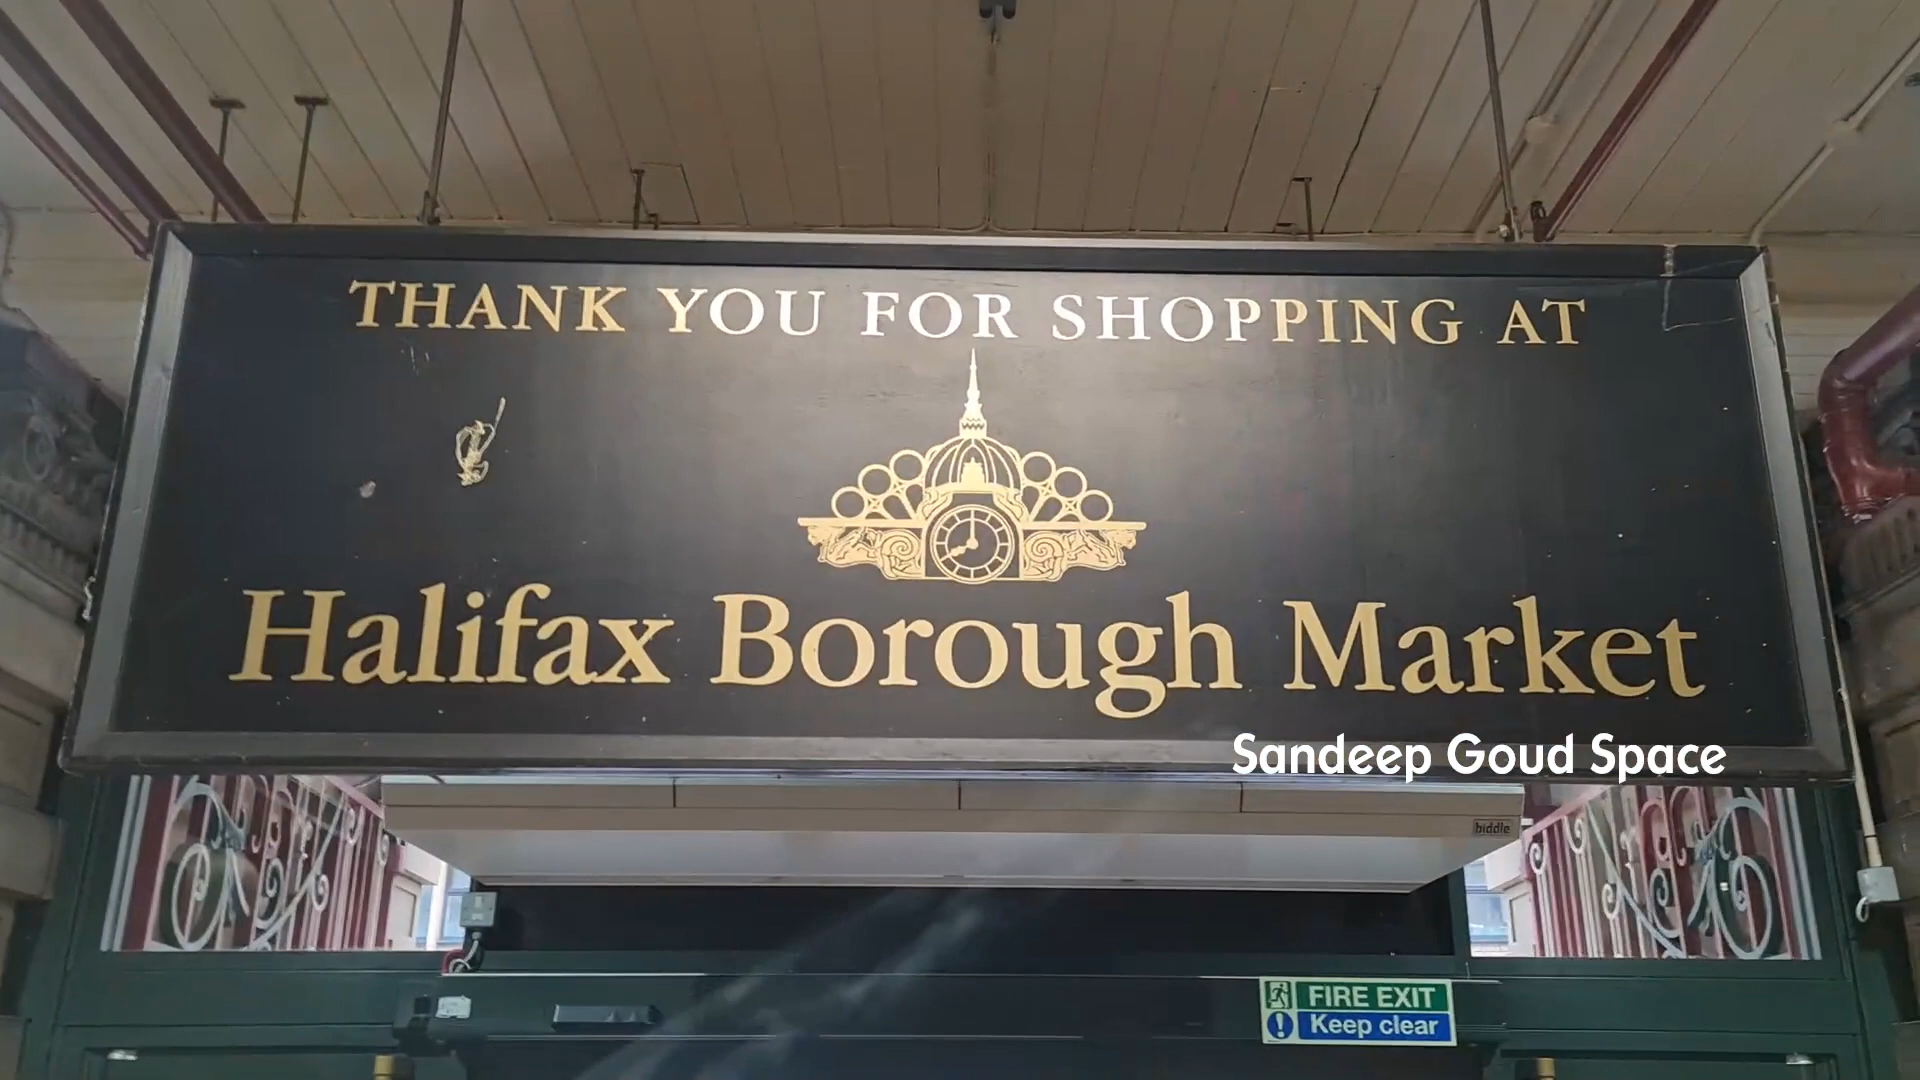 THANK YOU FOR SHOPPING AT
Halifax Borough Market
Sandeep Goud Space
biddle
FIRE EXIT
Keep clear